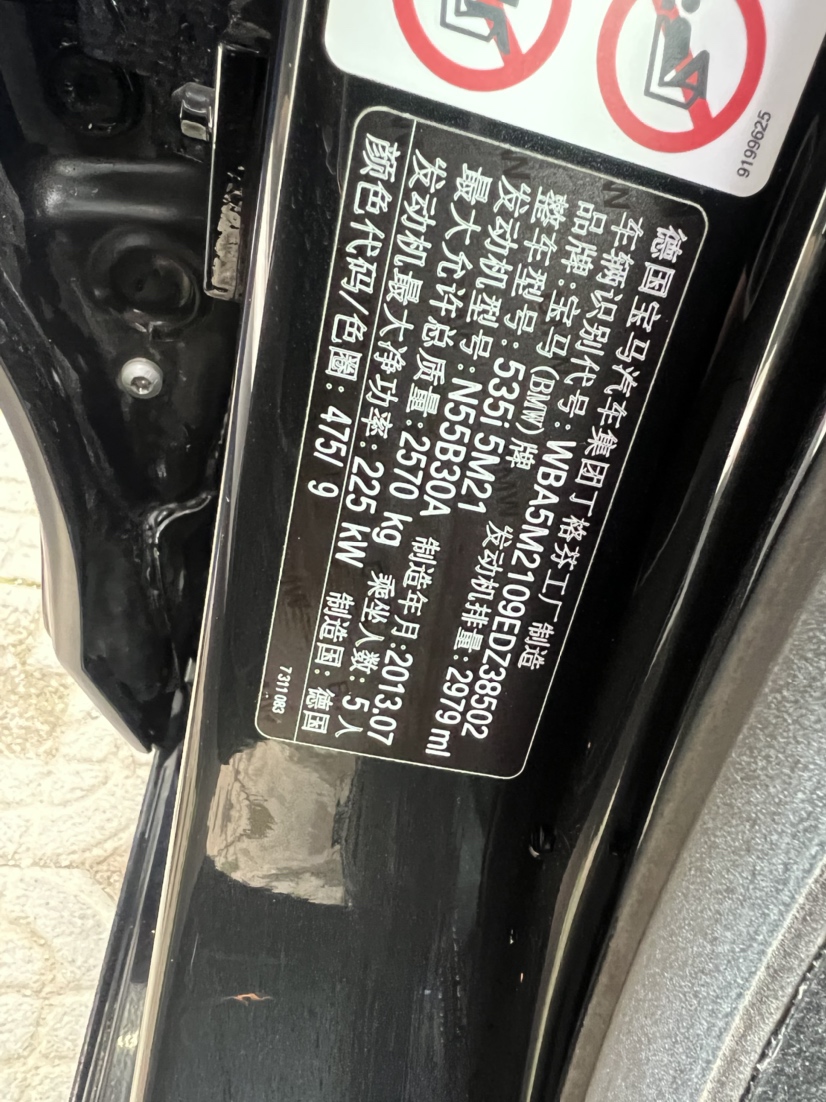 9199625
德国宝马汽车集团丁格芬工厂 制造
车辆识别代号：WBA5M2109EDZ38502
品牌：宝马（BMW）牌 发动机排量：2979 ml
整车型号：535i 5M21
发动机型号：N55B30A 制造年月：2013.07
最大允许总质量：2570 kg 乘坐人数：5 人
发动机最大净功率：225 kW 制造国：德国
颜色代码/色圈：475/ 9
7 311 083